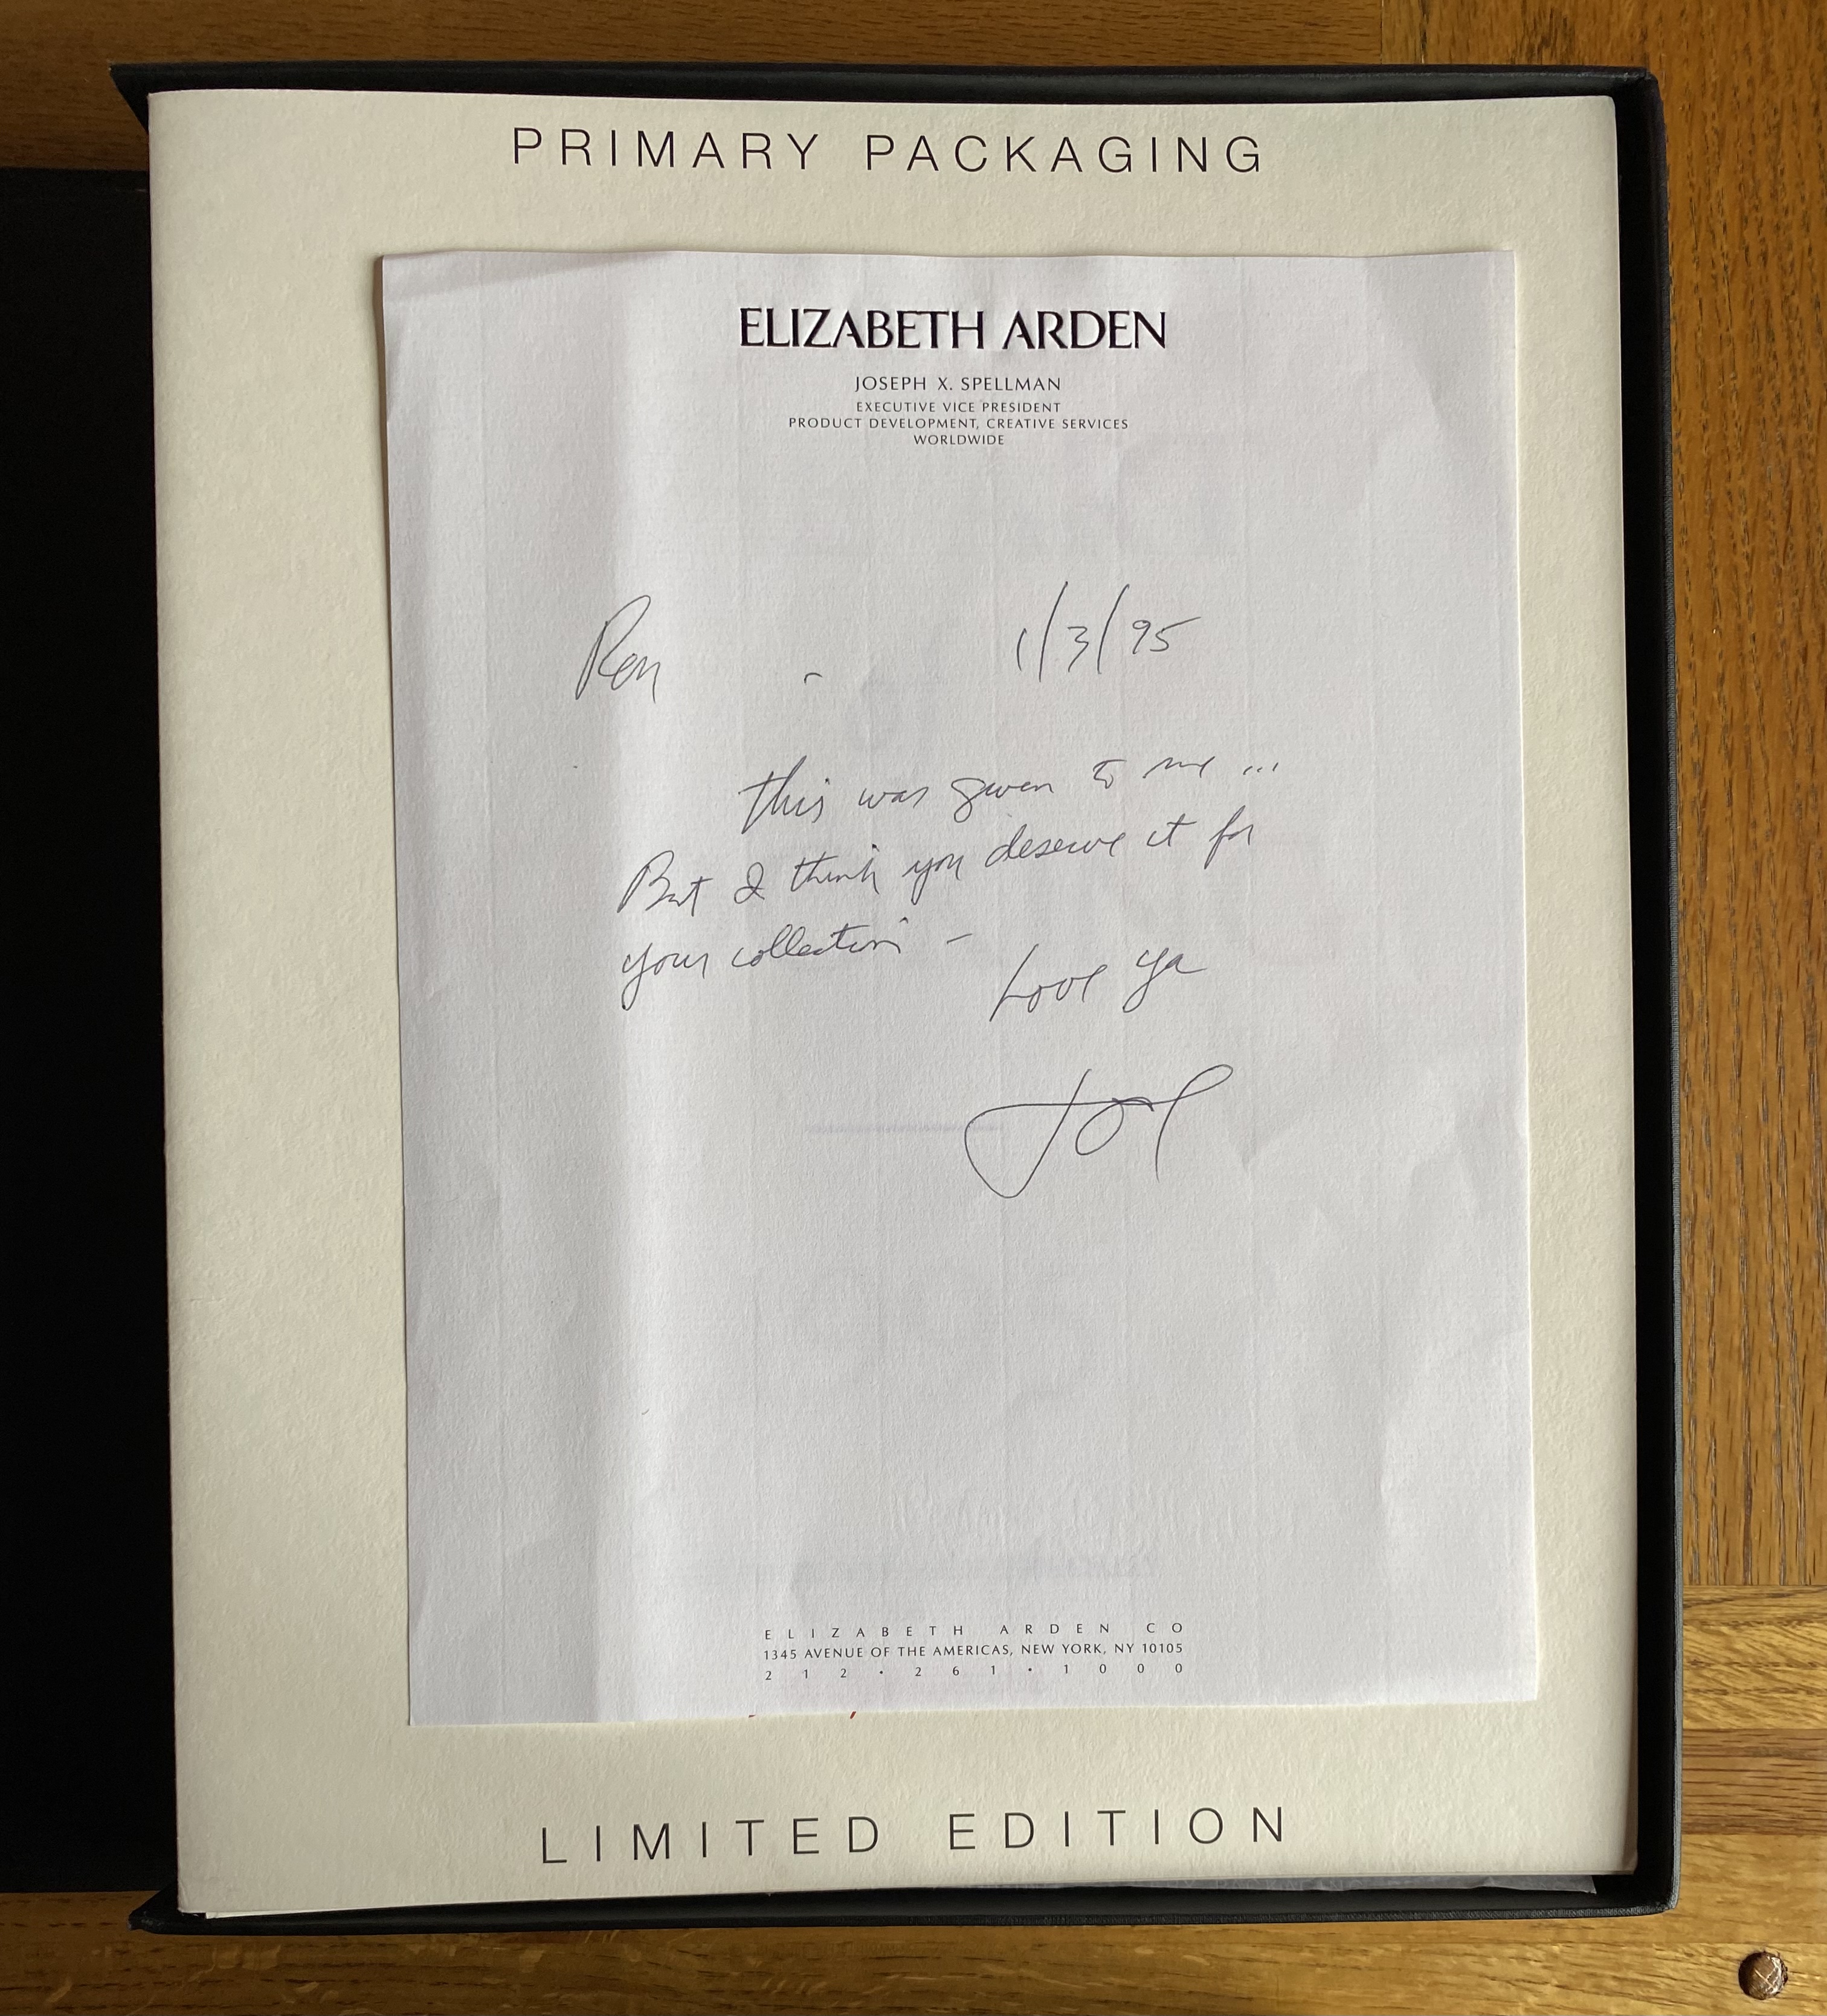 PRIMARY PACKAGING
ELIZABETH ARDEN
JOSEPH X. SPELLMAN
EXECUTIVE VICE PRESIDENT
PRODUCT DEVELOPMENT, CREATIVE SERVICES
WORLDWIDE
Ron - 1/3/95
this was given to me ...
But I think you deserve it for
your collection -
Love ya
Joe
ELIZABETH ARDEN CO
1345 AVENUE OF THE AMERICAS, NEW YORK, NY 10105
212•261•1000
LIMITED EDITION